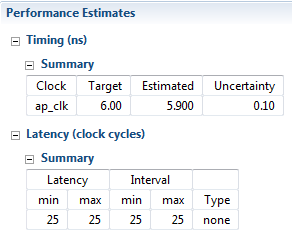 Performance Estimates
Timing (ns)
Summary
Clock Target Estimated Uncertainty
ap_clk 6.00 5.900 0.10
Latency (clock cycles)
Summary
Latency Interval
min max min max Type
25 25 25 25 none